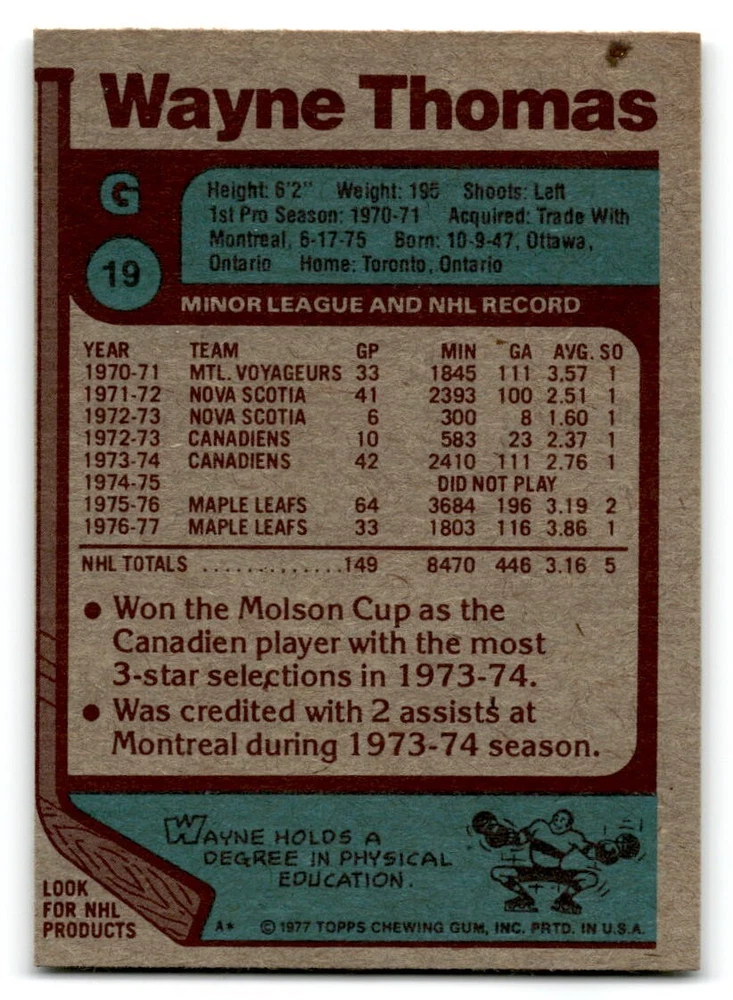 Wayne Thomas
G
19
Height: 6'2" Weight: 195 Shoots: Left
1st Pro Season: 1970-71 Acquired: Trade With
Montreal, 6-17-75 Born: 10-9-47, Ottawa,
Ontario Home: Toronto, Ontario
MINOR LEAGUE AND NHL RECORD
YEAR TEAM GP MIN GA AVG. SO
1970-71 MTL. VOYAGEURS 33 1845 111 3.57 1
1971-72 NOVA SCOTIA 41 2393 100 2.51 1
1972-73 NOVA SCOTIA 6 300 8 1.60 1
1972-73 CANADIENS 10 583 23 2.37 1
1973-74 CANADIENS 42 2410 111 2.76 1
1974-75 DID NOT PLAY
1975-76 MAPLE LEAFS 64 3684 196 3.19 2
1976-77 MAPLE LEAFS 33 1803 116 3.86 1
NHL TOTALS .............149 8470 446 3.16 5
● Won the Molson Cup as the
Canadien player with the most
3-star selections in 1973-74.
● Was credited with 2 assists at
Montreal during 1973-74 season.
WAYNE HOLDS A
DEGREE IN PHYSICAL
EDUCATION.
LOOK
FOR NHL
PRODUCTS
A* © 1977 TOPPS CHEWING GUM, INC. PRTD. IN U.S.A.